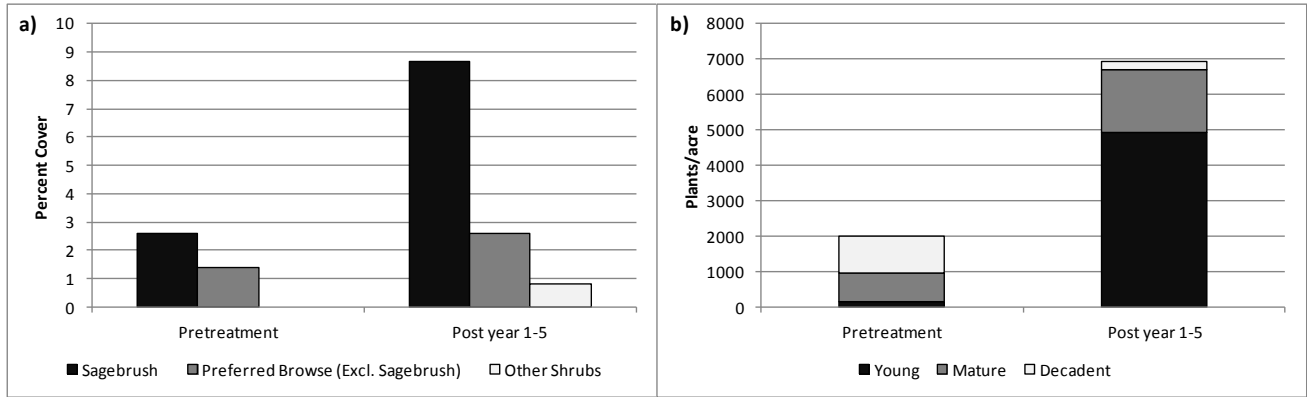 a)
Percent Cover
10
9
8
7
6
5
4
3
2
1
0
Pretreatment Post year 1-5
Sagebrush Preferred Browse (Excl. Sagebrush) Other Shrubs
b)
Plants/acre
8000
7000
6000
5000
4000
3000
2000
1000
0
Pretreatment Post year 1-5
Young Mature Decadent